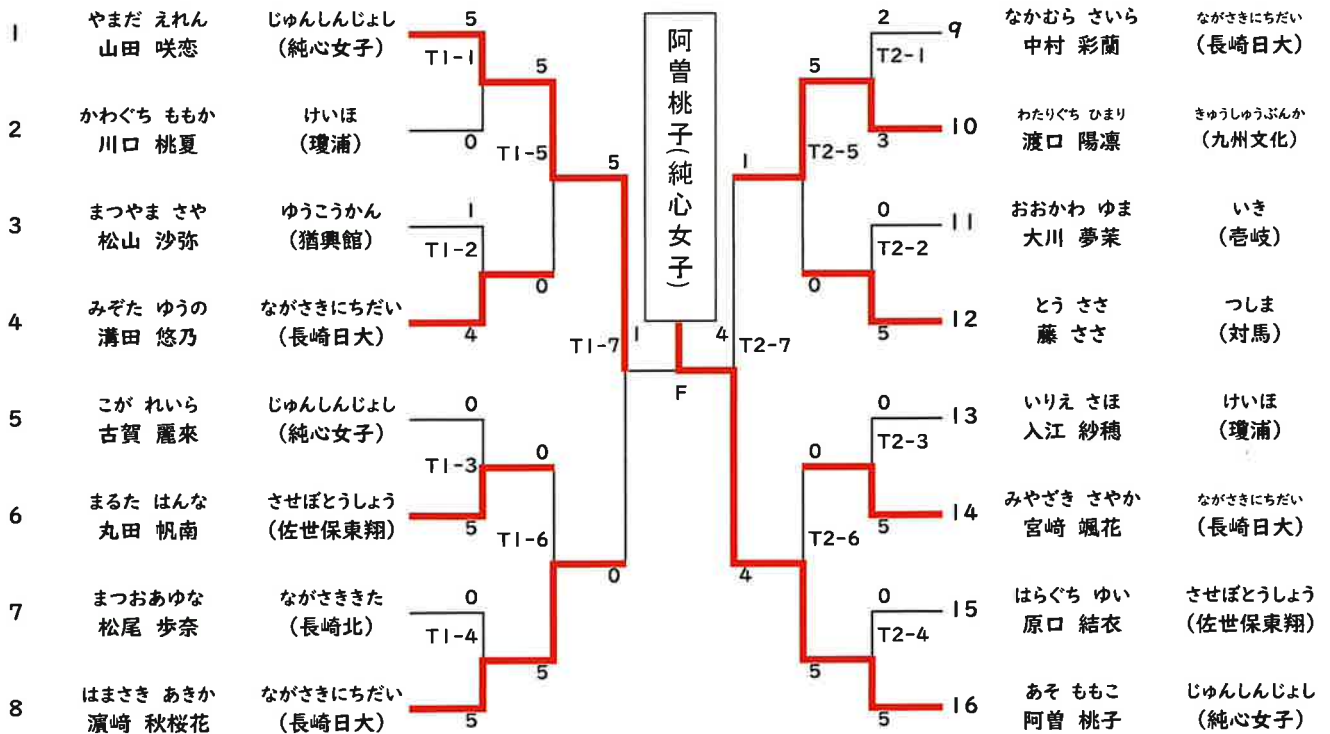 1
やまだ えれん
山田 咲恋
じゅんしんじょし
(純心女子)
5
T1-1
2
かわぐち ももか
川口 桃夏
けいほ
(瓊浦)
0
5
T1-5
3
まつやま さや
松山 沙弥
ゆうこうかん
(猶興館)
1
T1-2
4
みぞた ゆうの
溝田 悠乃
ながさきにちだい
(長崎日大)
4
0
5
T1-7
5
こが れいら
古賀 麗來
じゅんしんじょし
(純心女子)
0
T1-3
6
まるた はんな
丸田 帆南
させぼとうしょう
(佐世保東翔)
5
0
T1-6
7
まつおあゆな
松尾 歩奈
ながさききた
(長崎北)
0
T1-4
8
はまさき あきか
濵﨑 秋桜花
ながさきにちだい
(長崎日大)
5
5
0
阿曽桃子(純心女子)
1
4
F
2
9
なかむら さいら
中村 彩蘭
ながさきにちだい
(長崎日大)
T2-1
5
10
わたりぐち ひまり
渡口 陽凛
きゅうしゅうぶんか
(九州文化)
3
T2-5
1
0
11
おおかわ ゆま
大川 夢茉
いき
(壱岐)
T2-2
0
12
とう ささ
藤 ささ
つしま
(対馬)
5
T2-7
0
13
いりえ さほ
入江 紗穂
けいほ
(瓊浦)
T2-3
0
14
みやざき さやか
宮﨑 颯花
ながさきにちだい
(長崎日大)
5
T2-6
4
0
15
はらぐち ゆい
原口 結衣
させぼとうしょう
(佐世保東翔)
T2-4
5
16
あそ ももこ
阿曽 桃子
じゅんしんじょし
(純心女子)
5